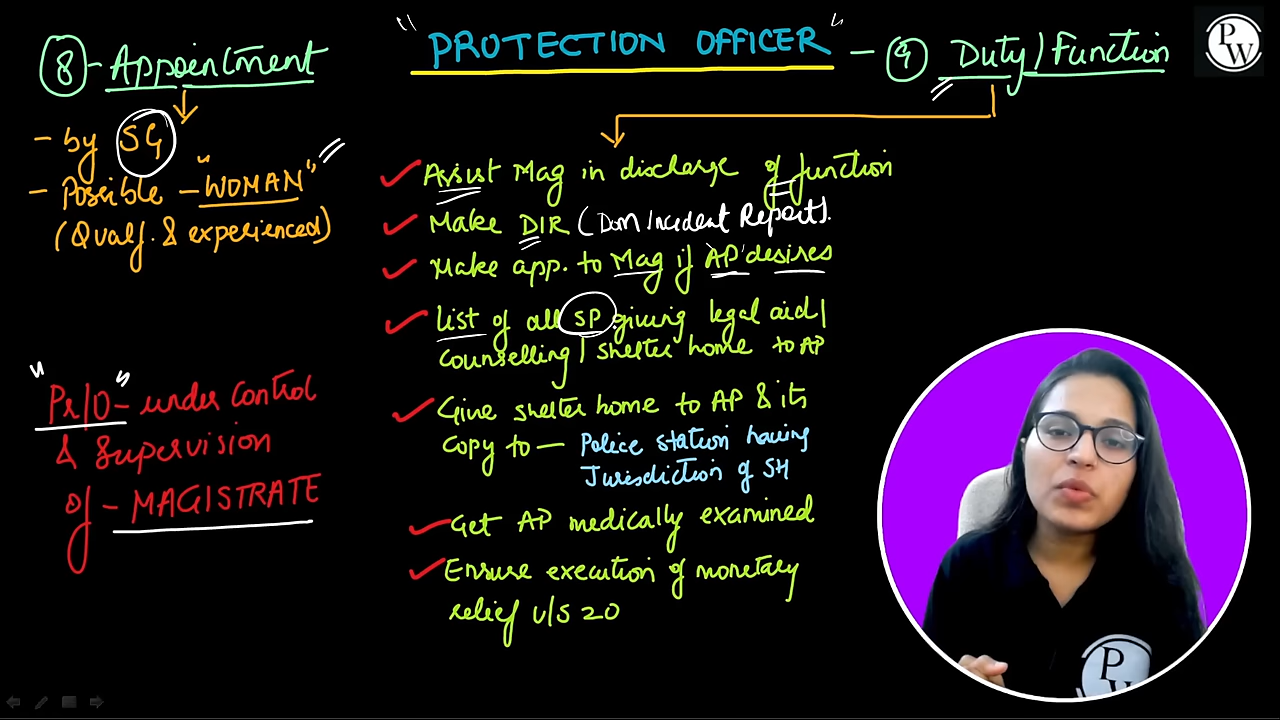 "PROTECTION OFFICER" - ⑨ Duty/Function
⑧ - Appointment
- by SG
- Possible - "WOMAN"
(Qualf. & experienced)
"Pr/O" - under control
& Supervision
of - MAGISTRATE
Assist Mag in discharge of function
Make DIR (Dom Incident Report).
Make app. to Mag if 'AP' desires
List of all SP giving legal aid/
counselling/shelter home to AP
Give shelter home to AP & its
copy to — Police station having
Jurisdiction of SH
Get AP medically examined
Ensure execution of monetary
relief U/S 20
PW
PW